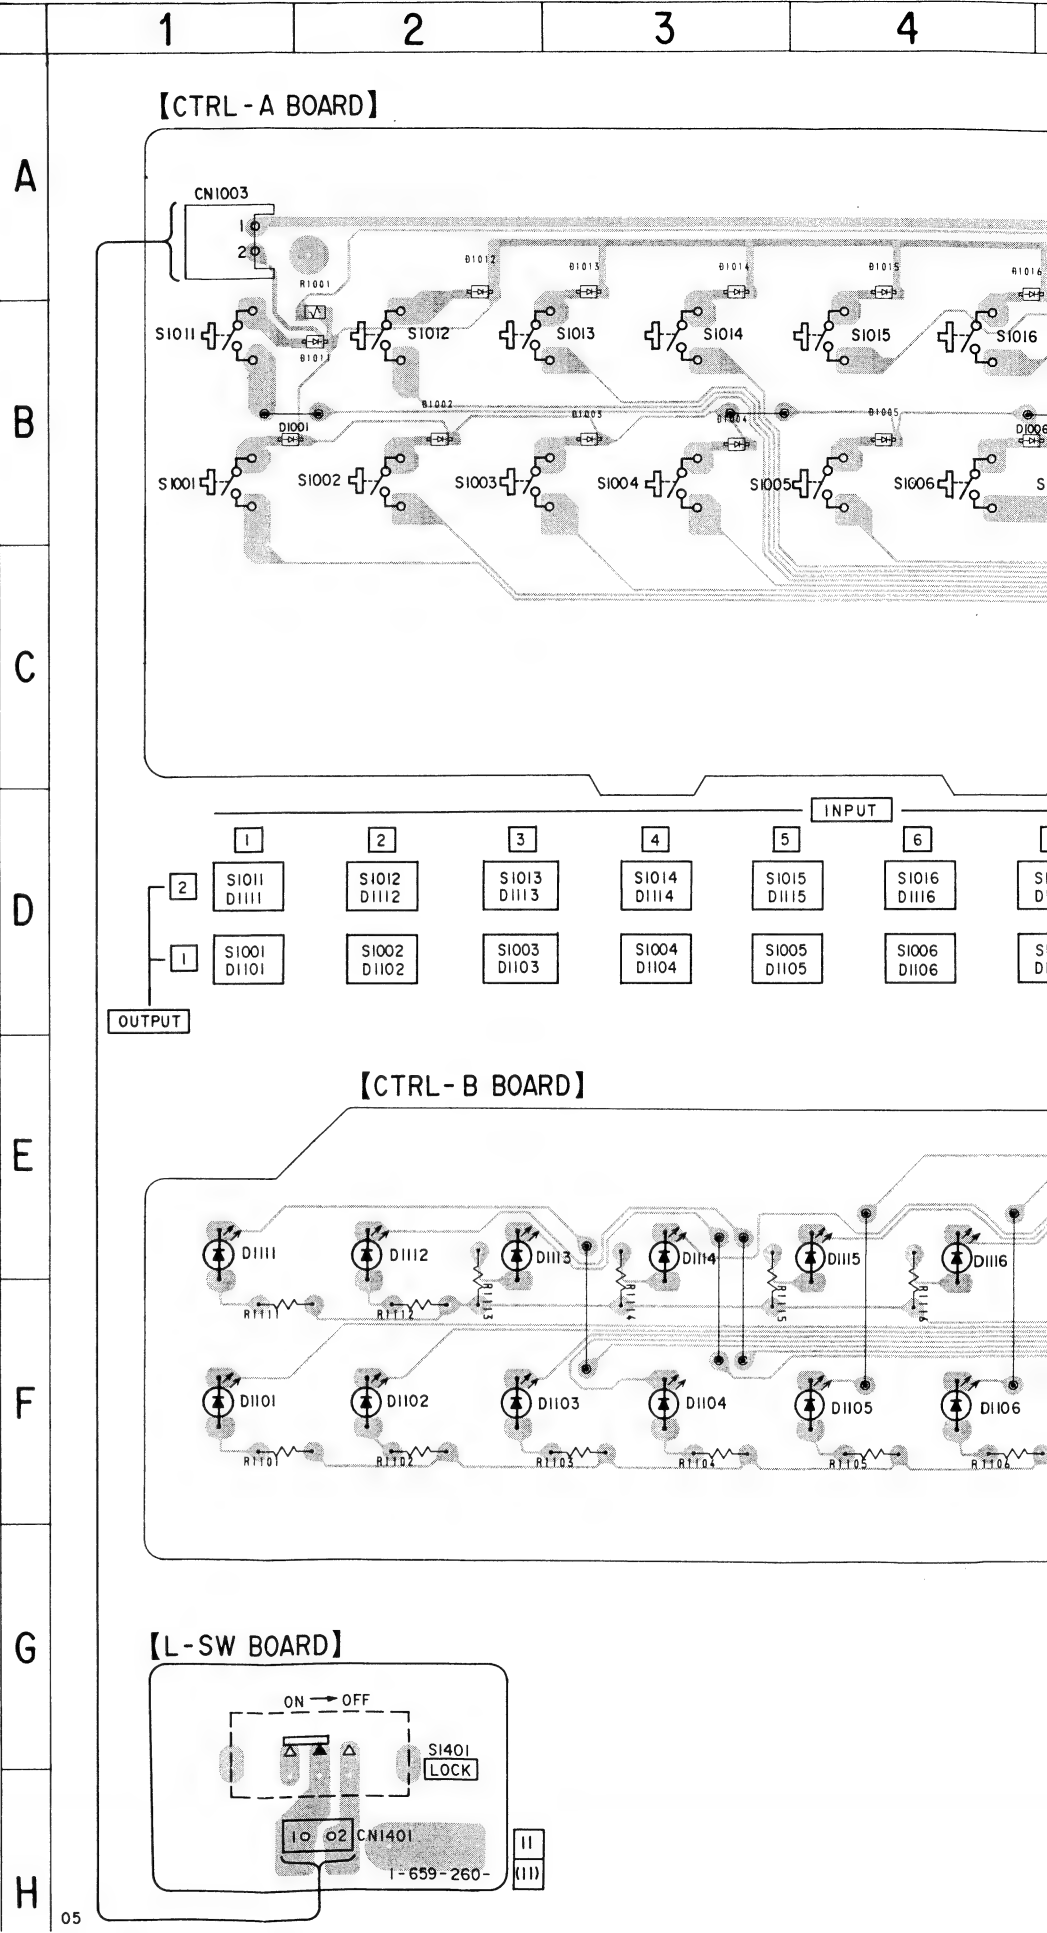 1 2 3 4
【CTRL-A BOARD】
A
CN1003
1
2
R1001
D1012 D1013 D1014 D1015 D1016
S1011 S1012 S1013 S1014 S1015 S1016
D1011
B
D1002 D1003 D1004 D1005
D1001 D1006
S1001 S1002 S1003 S1004 S1005 S1006 S
C
INPUT
1 2 3 4 5 6
D
2
S1011 S1012 S1013 S1014 S1015 S1016 S1
D1111 D1112 D1113 D1114 D1115 D1116 D1
1
S1001 S1002 S1003 S1004 S1005 S1006 S
D1101 D1102 D1103 D1104 D1105 D1106 D1
OUTPUT
【CTRL-B BOARD】
E
D1111 D1112 D1113 D1114 D1115 D1116
R1111 R1112 R1113 R1114 R1115 R1116
F
D1101 D1102 D1103 D1104 D1105 D1106
R1101 R1102 R1103 R1104 R1105 R1106
G
【L-SW BOARD】
ON → OFF
S1401
LOCK
1 2 CN1401
11
1-659-260-
(11)
H
05